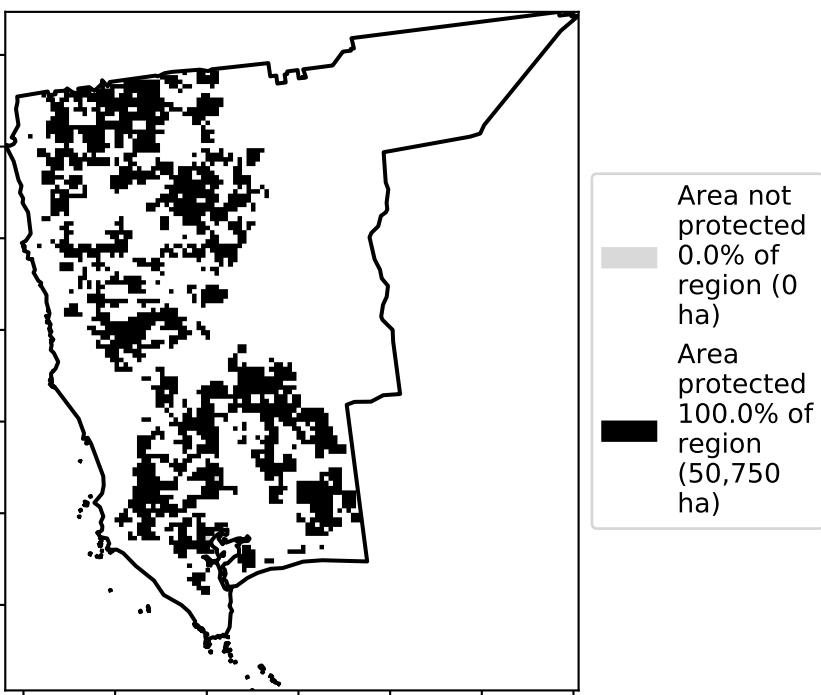 Area not
protected
0.0% of
region (0
ha)
Area
protected
100.0% of
region
(50,750
ha)